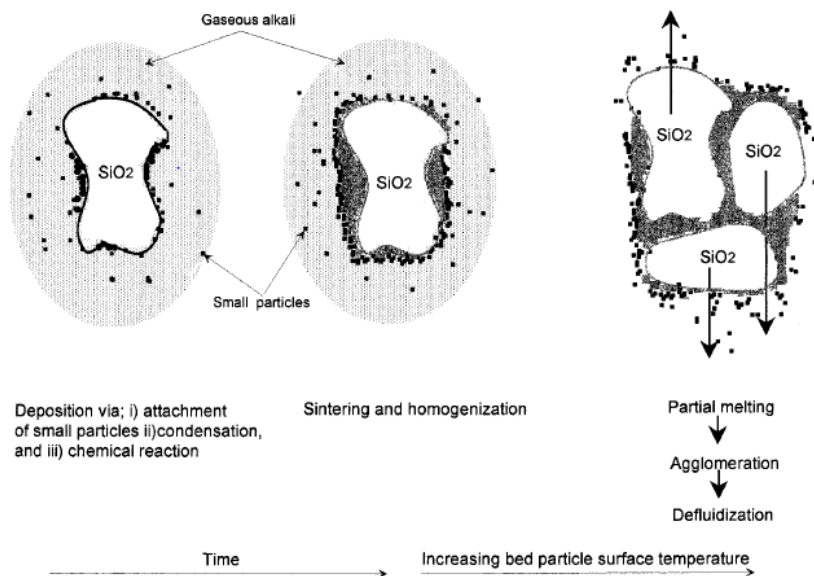 Gaseous alkali
SiO2
SiO2
SiO2
SiO2
SiO2
Small particles
Deposition via; i) attachment
of small particles ii)condensation,
and iii) chemical reaction
Sintering and homogenization
Partial melting
Agglomeration
Defluidization
Time
Increasing bed particle surface temperature